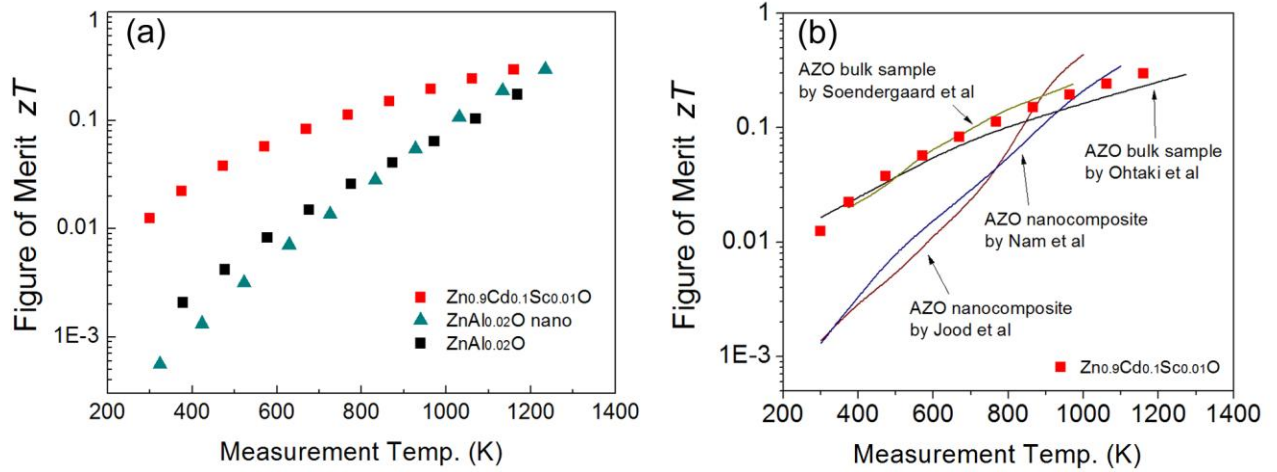 (a)
Figure of Merit zT
1
0.1
0.01
1E-3
Zn0.9Cd0.1Sc0.01O
ZnAl0.02O nano
ZnAl0.02O
200 400 600 800 1000 1200 1400
Measurement Temp. (K)
(b)
Figure of Merit zT
1
0.1
0.01
1E-3
AZO bulk sample
by Soendergaard et al
AZO bulk sample
by Ohtaki et al
AZO nanocomposite
by Nam et al
AZO nanocomposite
by Jood et al
Zn0.9Cd0.1Sc0.01O
200 400 600 800 1000 1200 1400
Measurement Temp. (K)